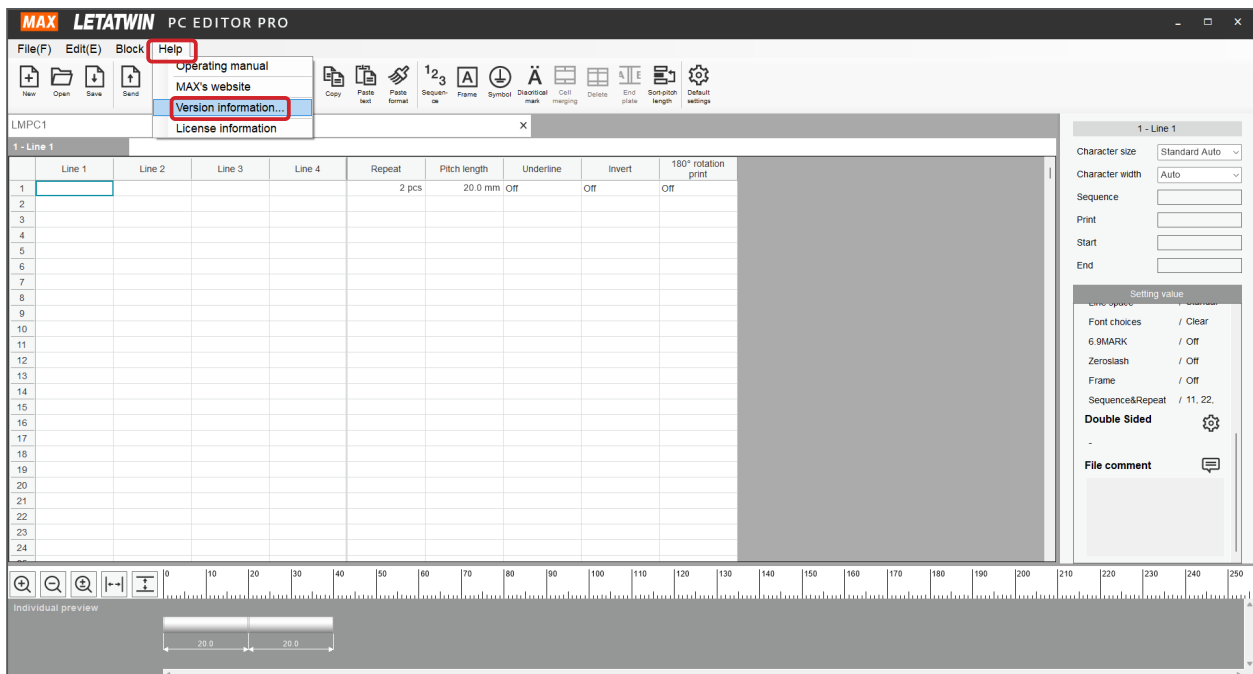 MAX LETATWIN PC EDITOR PRO
File(F) Edit(E) Block Help
Operating manual
MAX's website
Version information...
License information
New Open Save Send Copy Paste text Paste format Sequen-ce Frame Symbol Diacritical mark Cell merging Delete End plate Sort-pitch length Default settings
1₂3 A Ä A E
LMPC1 ×
1 - Line 1
Line 1 Line 2 Line 3 Line 4 Repeat Pitch length Underline Invert 180° rotation print
1 2 pcs 20.0 mm Off Off Off
2
3
4
5
6
7
8
9
10
11
12
13
14
15
16
17
18
19
20
21
22
23
24
1 - Line 1
Character size Standard Auto
Character width Auto
Sequence
Print
Start
End
Setting value
Font choices / Clear
6.9MARK / Off
Zeroslash / Off
Frame / Off
Sequence&Repeat / 11, 22,
Double Sided
-
File comment
0 10 20 30 40 50 60 70 80 90 100 110 120 130 140 150 160 170 180 190 200 210 220 230 240 250
Individual preview
20.0 20.0